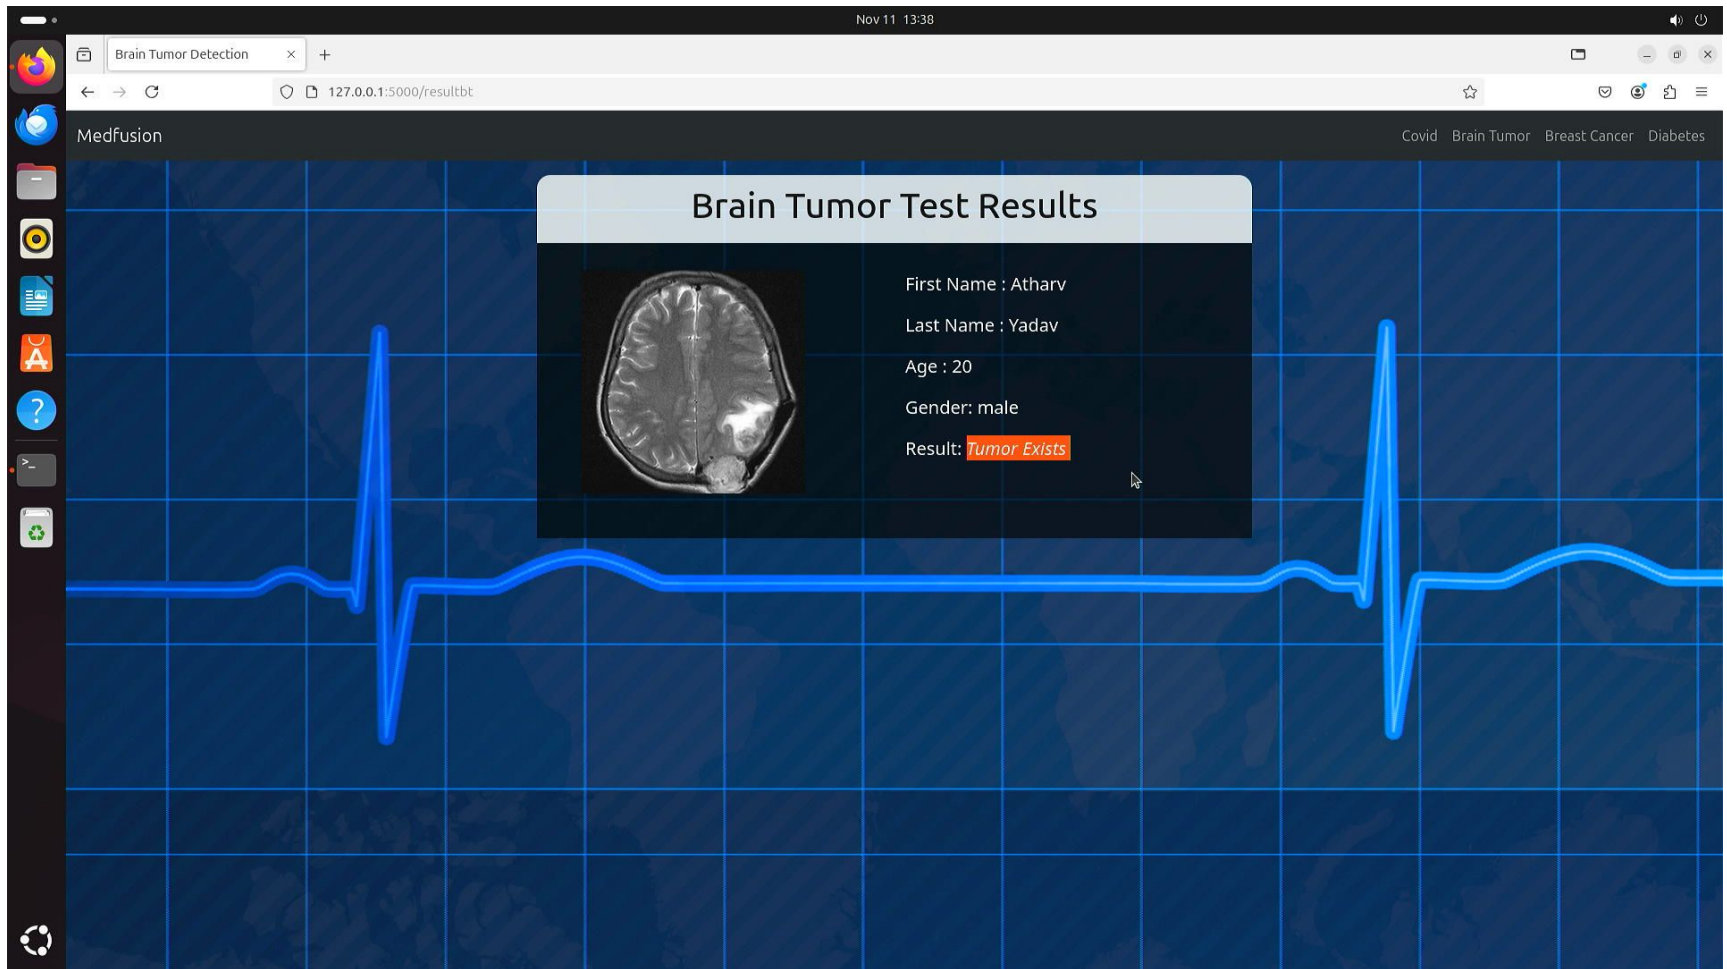 Nov 11 13:38
Brain Tumor Detection
127.0.0.1:5000/resultbt
Medfusion
Covid Brain Tumor Breast Cancer Diabetes
Brain Tumor Test Results
First Name : Atharv
Last Name : Yadav
Age : 20
Gender: male
Result: Tumor Exists